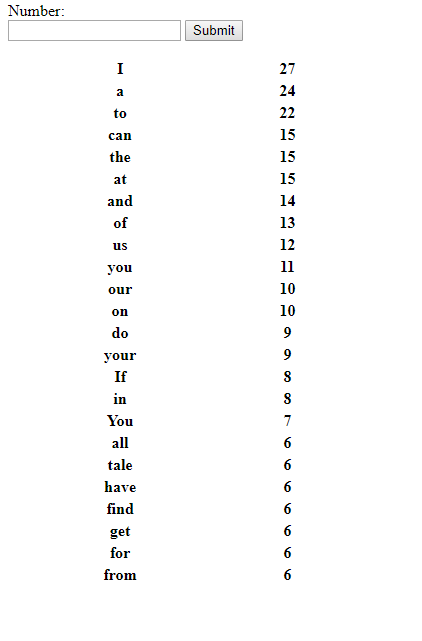 Number:
Submit
I 27
a 24
to 22
can 15
the 15
at 15
and 14
of 13
us 12
you 11
our 10
on 10
do 9
your 9
If 8
in 8
You 7
all 6
tale 6
have 6
find 6
get 6
for 6
from 6